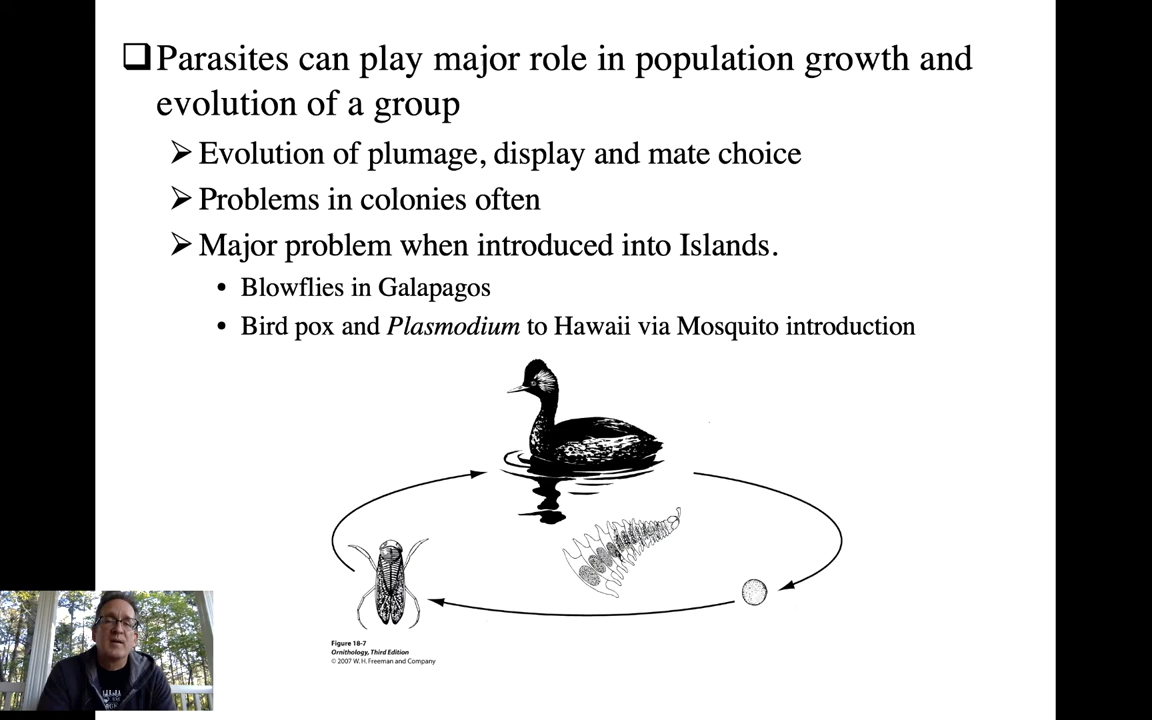 ❑Parasites can play major role in population growth and
evolution of a group
➢ Evolution of plumage, display and mate choice
➢ Problems in colonies often
➢ Major problem when introduced into Islands.
• Blowflies in Galapagos
• Bird pox and Plasmodium to Hawaii via Mosquito introduction
Figure 18-7
Ornithology, Third Edition
© 2007 W. H. Freeman and Company